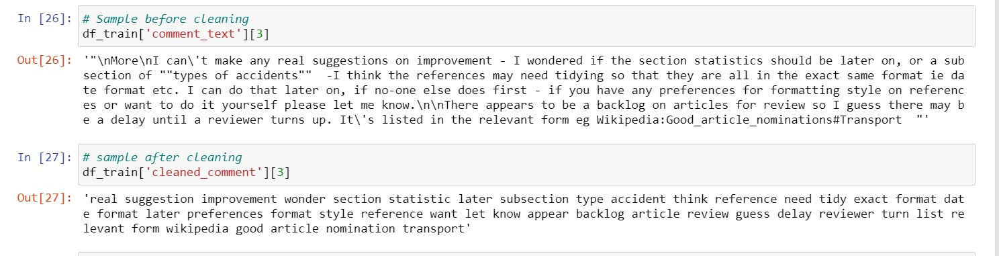 In [26]: # Sample before cleaning
df_train['comment_text'][3]
Out[26]: '"\nMore\nI can\'t make any real suggestions on improvement - I wondered if the section statistics should be later on, or a sub
section of ""types of accidents""  -I think the references may need tidying so that they are all in the exact same format ie da
te format etc. I can do that later on, if no-one else does first - if you have any preferences for formatting style on referenc
es or want to do it yourself please let me know.\n\nThere appears to be a backlog on articles for review so I guess there may b
e a delay until a reviewer turns up. It\'s listed in the relevant form eg Wikipedia:Good_article_nominations#Transport  "'
In [27]: # sample after cleaning
df_train['cleaned_comment'][3]
Out[27]: 'real suggestion improvement wonder section statistic later subsection type accident think reference need tidy exact format dat
e format later preferences format style reference want let know appear backlog article review guess delay reviewer turn list re
levant form wikipedia good article nomination transport'